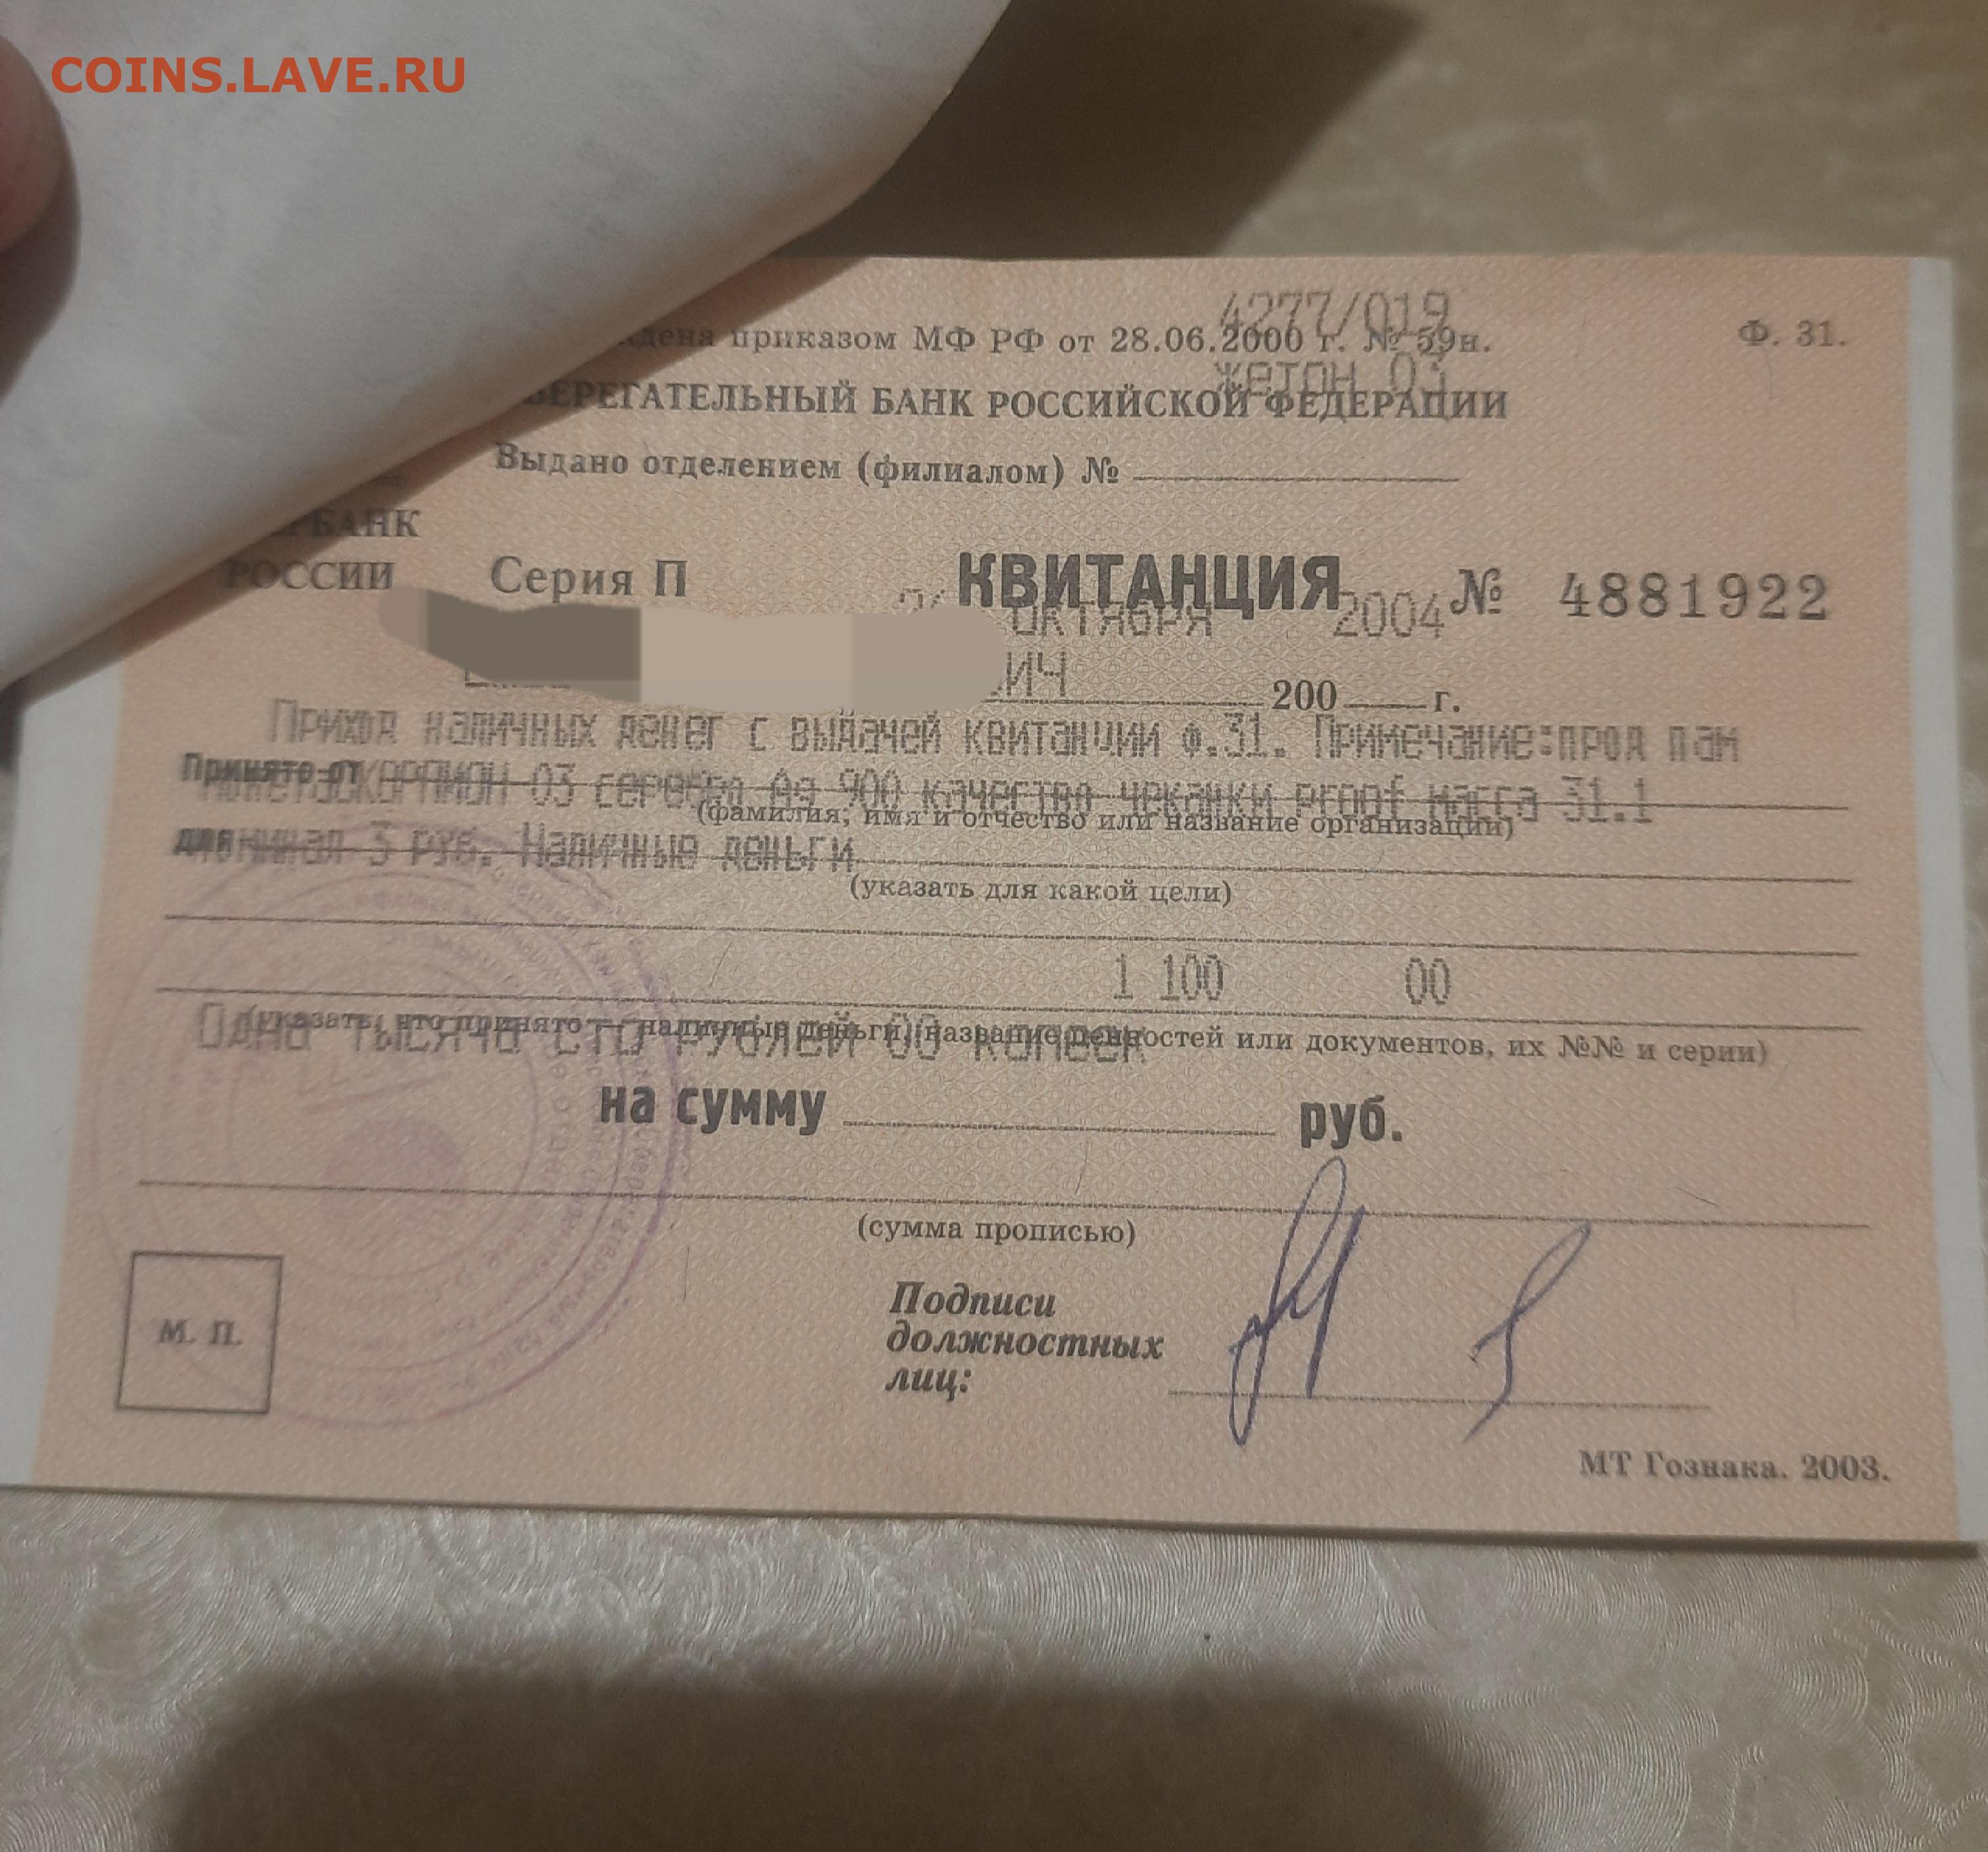 COINS.LAVE.RU
4277/019
приказом МФ РФ от 28.06.2000 г. № 59н.
Ф. 31.
жетон 03
БЕРЕГАТЕЛЬНЫЙ БАНК РОССИЙСКОЙ ФЕДЕРАЦИИ
Выдано отделением (филиалом) №
РБАНК
РОССИИ
Серия П КВИТАНЦИЯ № 4881922
октября 2004
ВИЧ
200 г.
Приход наличных денег с выдачей квитанции ф.31. Примечание:прод пам
Принято от
СКОРПИОН 03 серебро Ag 900 качество чеканки proof масса 31.1
(фамилия, имя и отчество или название организации)
для
номинал 3 руб. Наличные деньги
(указать для какой цели)
1 100 00
(указать, что принято — наличные деньги, название ценностей или документов, их №№ и серии)
Одна тысяча сто рублей 00 копеек
на сумму руб.
(сумма прописью)
М. П.
Подписи
должностных
лиц:
МТ Гознака. 2003.